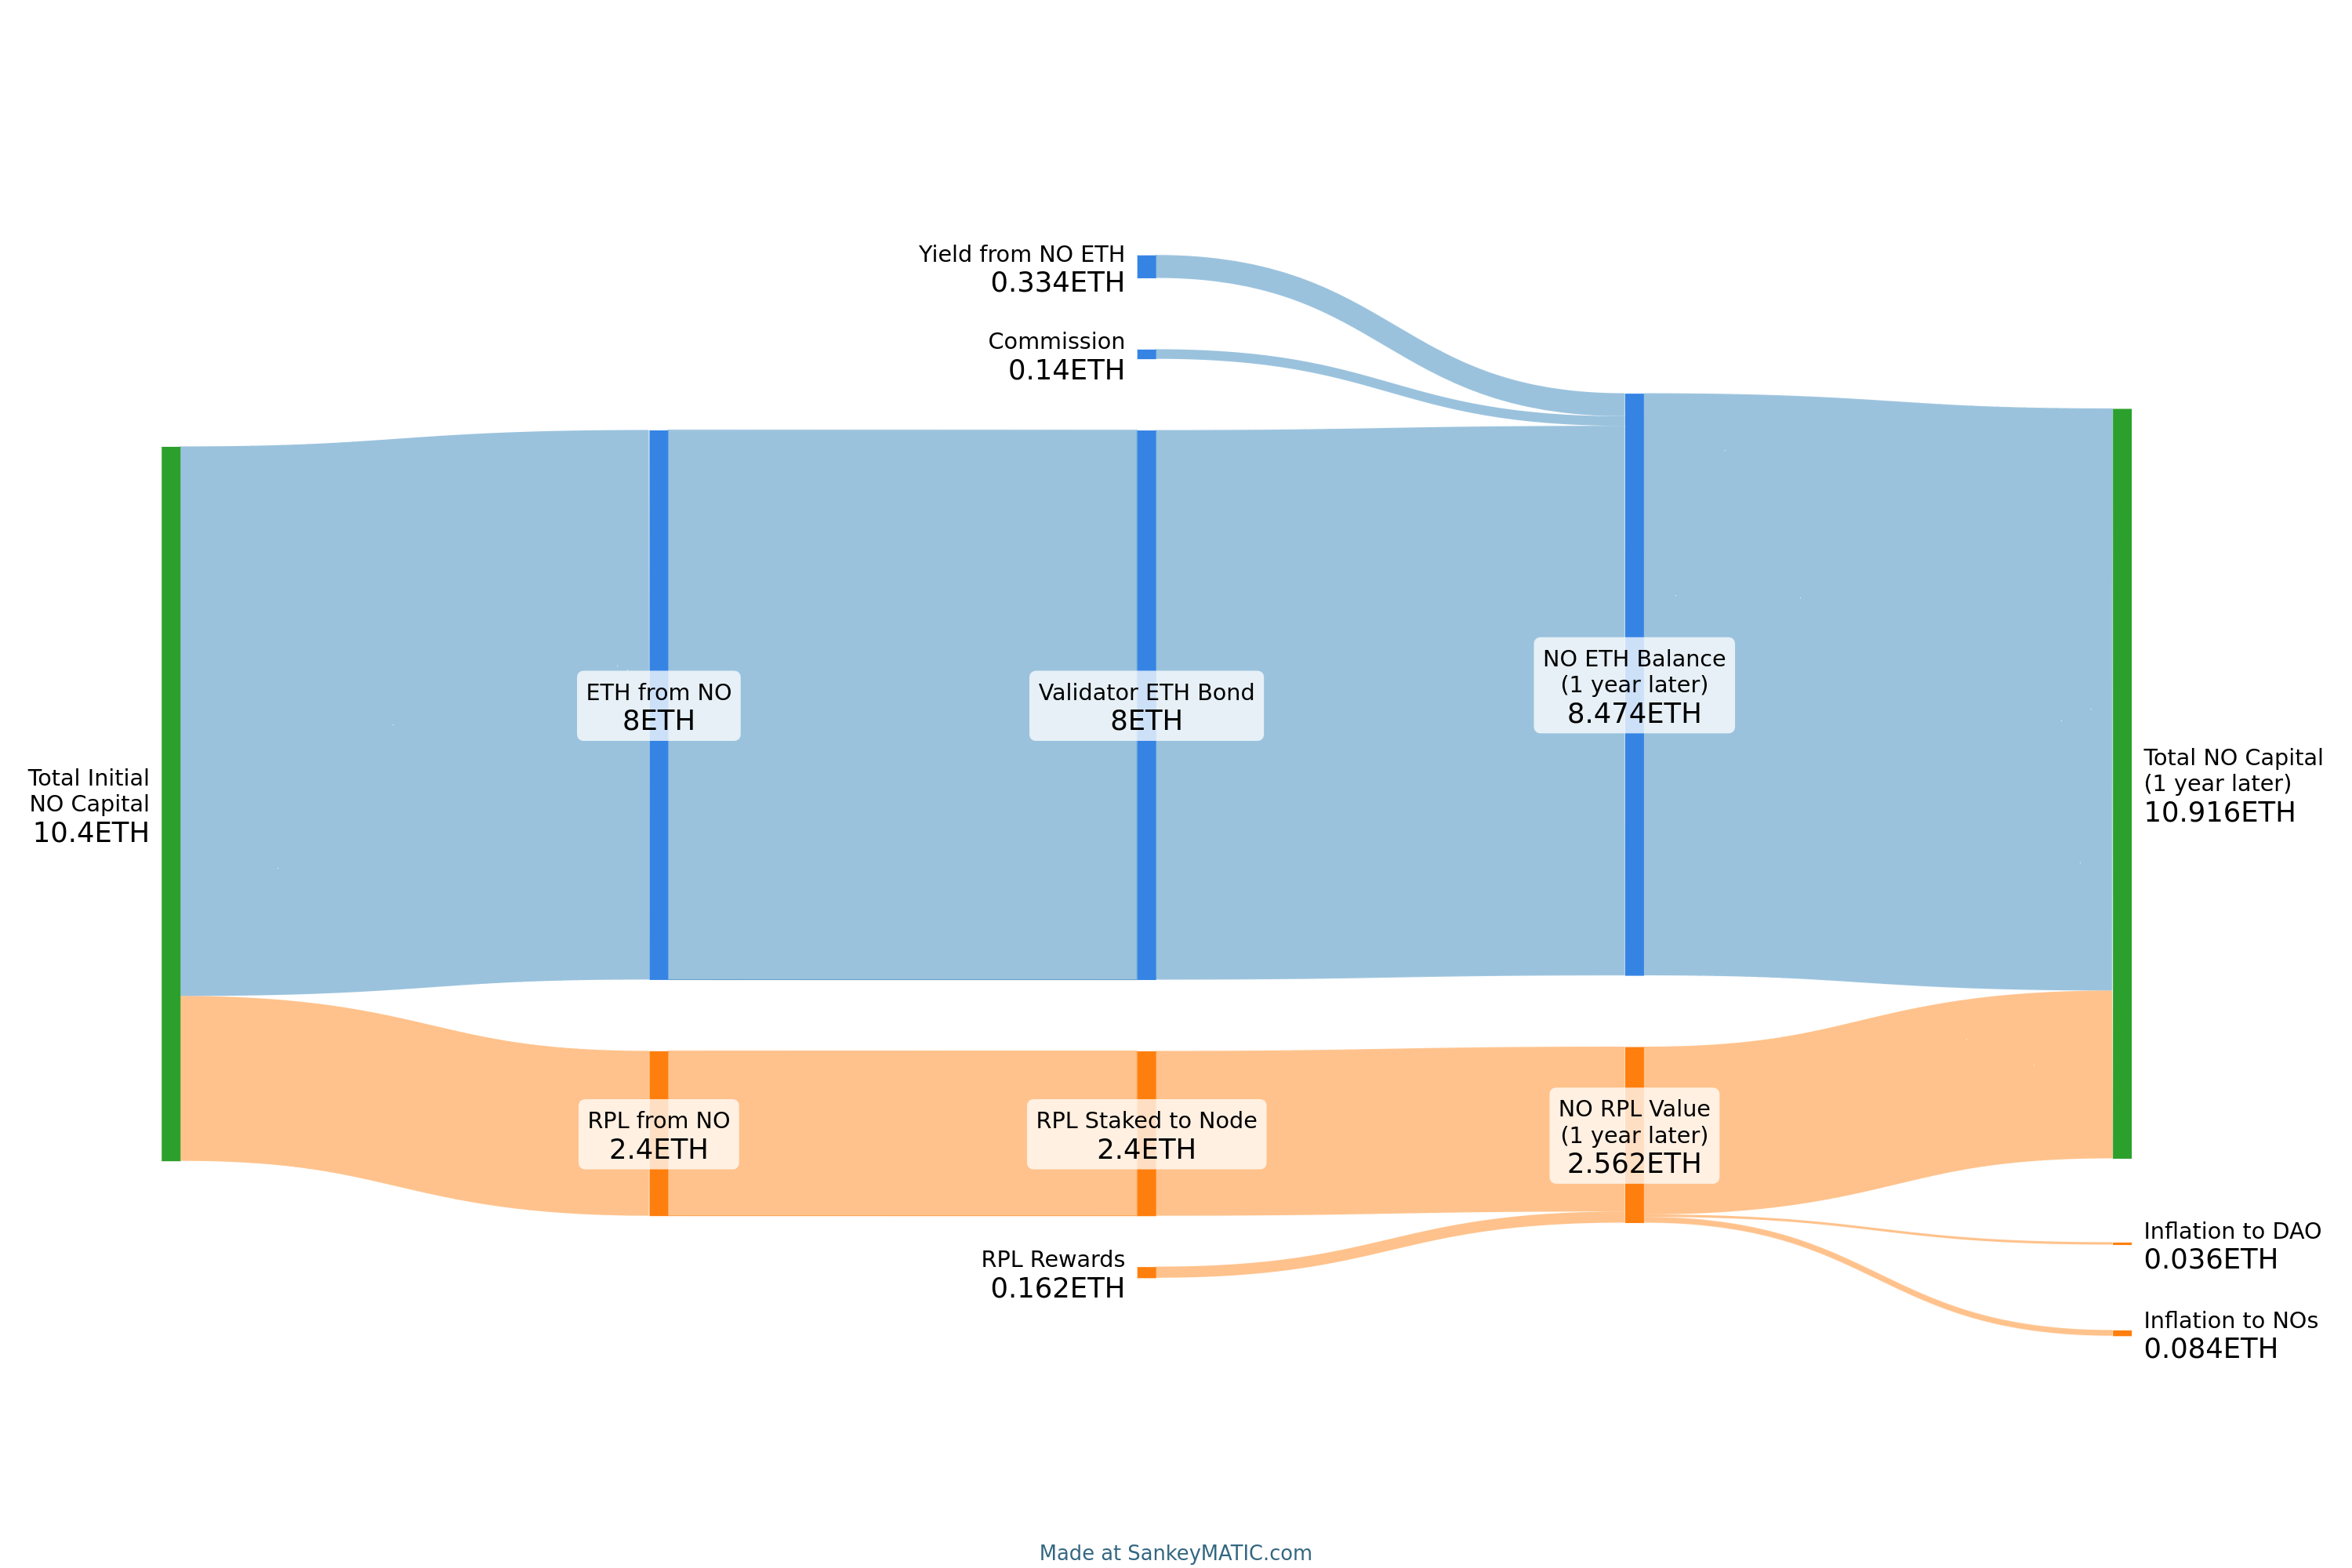 Yield from NO ETH
0.334ETH
Commission
0.14ETH
Total Initial
NO Capital
10.4ETH
ETH from NO
8ETH
Validator ETH Bond
8ETH
NO ETH Balance
(1 year later)
8.474ETH
Total NO Capital
(1 year later)
10.916ETH
RPL from NO
2.4ETH
RPL Staked to Node
2.4ETH
NO RPL Value
(1 year later)
2.562ETH
RPL Rewards
0.162ETH
Inflation to DAO
0.036ETH
Inflation to NOs
0.084ETH
Made at SankeyMATIC.com